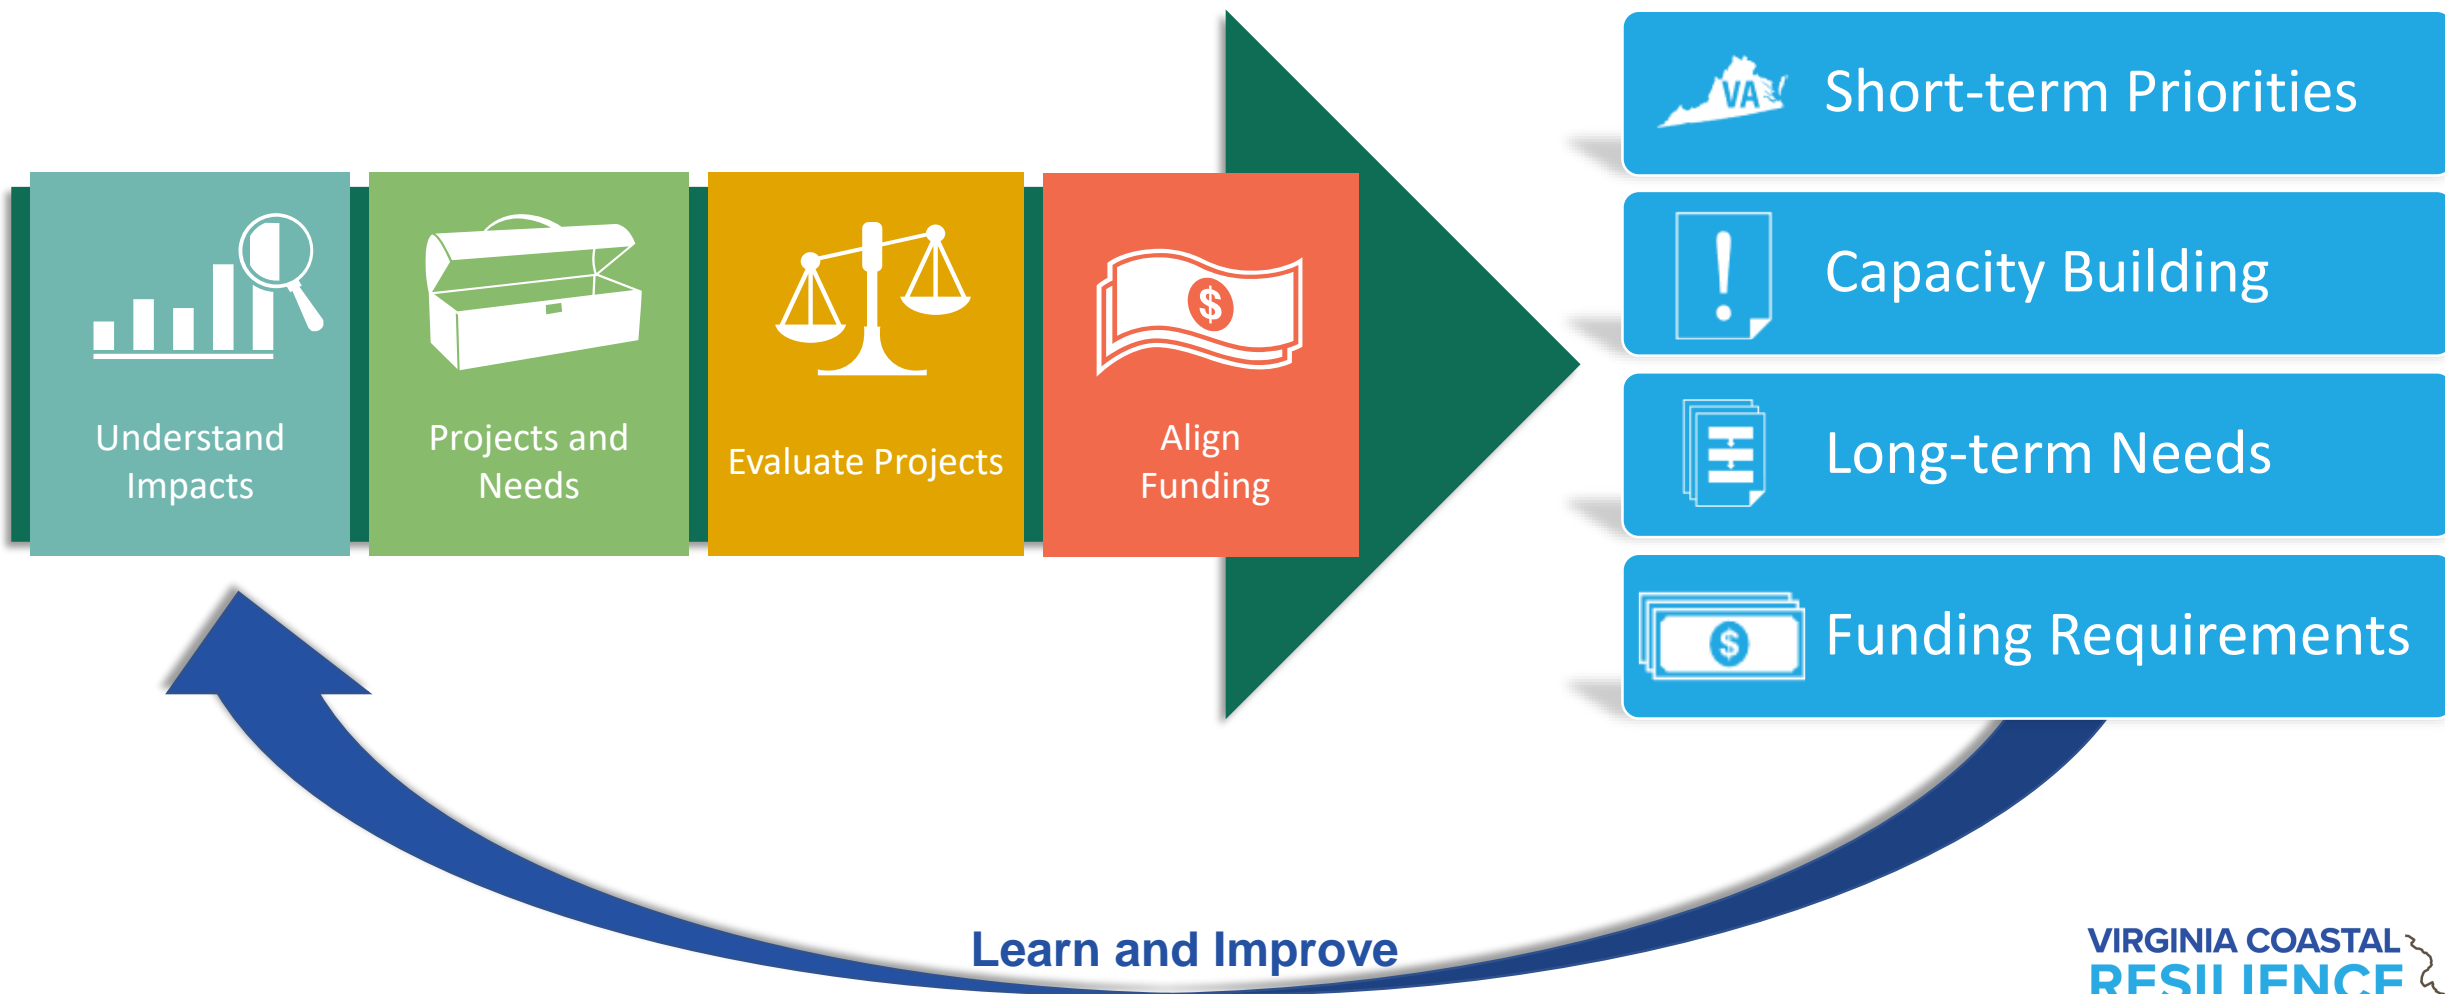 Understand
Impacts
Projects and
Needs
Evaluate Projects
$
Align
Funding
VA
Short-term Priorities
!
Capacity Building
Long-term Needs
$
Funding Requirements
Learn and Improve
VIRGINIA COASTAL
RESILIENCE